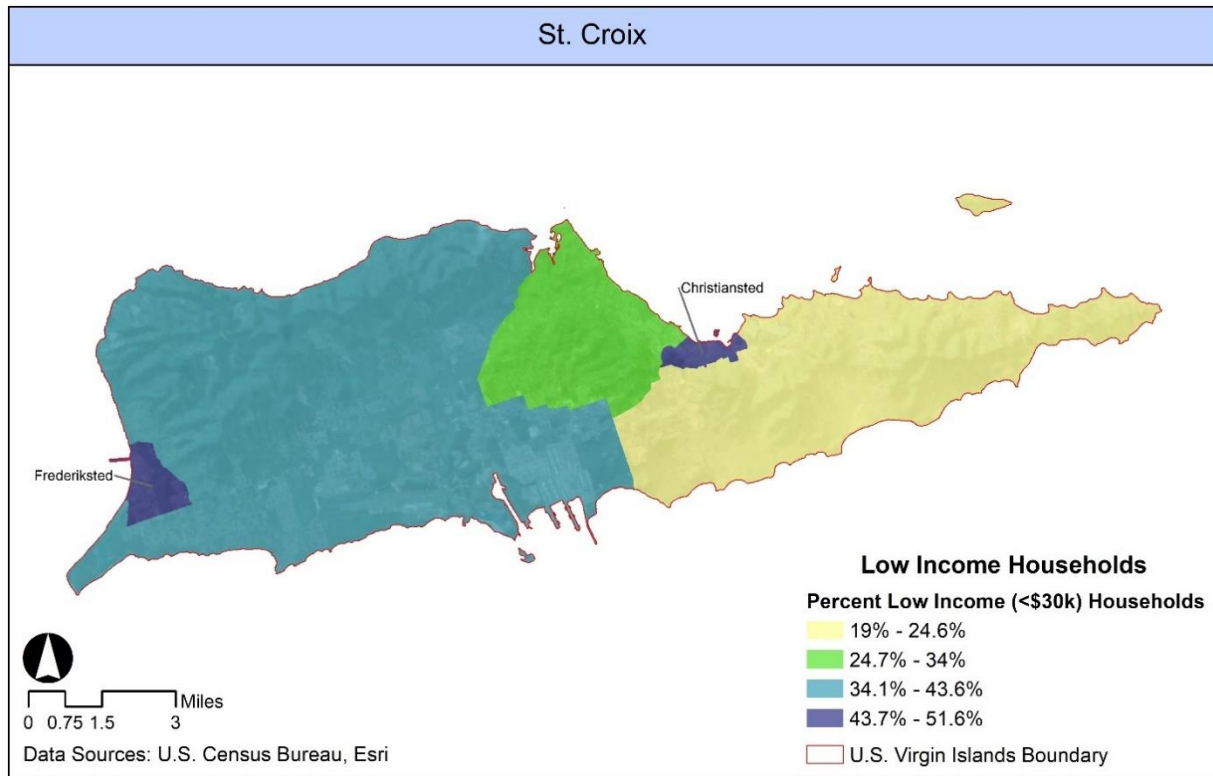 St. Croix
Christiansted
Frederiksted
Low Income Households
Percent Low Income (<$30k) Households
19% - 24.6%
24.7% - 34%
34.1% - 43.6%
43.7% - 51.6%
U.S. Virgin Islands Boundary
Miles
0 0.75 1.5 3
Data Sources: U.S. Census Bureau, Esri